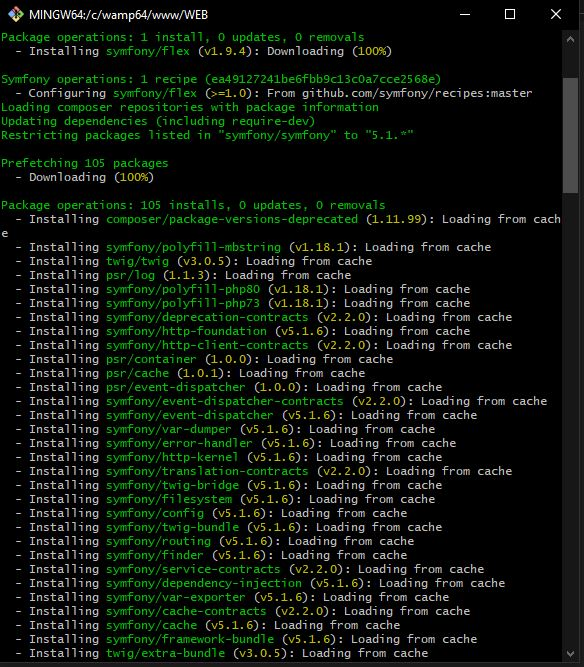 MINGW64:/c/wamp64/www/WEB
Package operations: 1 install, 0 updates, 0 removals
  - Installing symfony/flex (v1.9.4): Downloading (100%)

Symfony operations: 1 recipe (ea49127241be6fbb9c13c0a7cce2568e)
  - Configuring symfony/flex (>=1.0): From github.com/symfony/recipes:master
Loading composer repositories with package information
Updating dependencies (including require-dev)
Restricting packages listed in "symfony/symfony" to "5.1.*"

Prefetching 105 packages
  - Downloading (100%)

Package operations: 105 installs, 0 updates, 0 removals
  - Installing composer/package-versions-deprecated (1.11.99): Loading from cach
e
  - Installing symfony/polyfill-mbstring (v1.18.1): Loading from cache
  - Installing twig/twig (v3.0.5): Loading from cache
  - Installing psr/log (1.1.3): Loading from cache
  - Installing symfony/polyfill-php80 (v1.18.1): Loading from cache
  - Installing symfony/polyfill-php73 (v1.18.1): Loading from cache
  - Installing symfony/deprecation-contracts (v2.2.0): Loading from cache
  - Installing symfony/http-foundation (v5.1.6): Loading from cache
  - Installing symfony/http-client-contracts (v2.2.0): Loading from cache
  - Installing psr/container (1.0.0): Loading from cache
  - Installing psr/cache (1.0.1): Loading from cache
  - Installing psr/event-dispatcher (1.0.0): Loading from cache
  - Installing symfony/event-dispatcher-contracts (v2.2.0): Loading from cache
  - Installing symfony/event-dispatcher (v5.1.6): Loading from cache
  - Installing symfony/var-dumper (v5.1.6): Loading from cache
  - Installing symfony/error-handler (v5.1.6): Loading from cache
  - Installing symfony/http-kernel (v5.1.6): Loading from cache
  - Installing symfony/translation-contracts (v2.2.0): Loading from cache
  - Installing symfony/twig-bridge (v5.1.6): Loading from cache
  - Installing symfony/filesystem (v5.1.6): Loading from cache
  - Installing symfony/config (v5.1.6): Loading from cache
  - Installing symfony/twig-bundle (v5.1.6): Loading from cache
  - Installing symfony/routing (v5.1.6): Loading from cache
  - Installing symfony/finder (v5.1.6): Loading from cache
  - Installing symfony/service-contracts (v2.2.0): Loading from cache
  - Installing symfony/dependency-injection (v5.1.6): Loading from cache
  - Installing symfony/var-exporter (v5.1.6): Loading from cache
  - Installing symfony/cache-contracts (v2.2.0): Loading from cache
  - Installing symfony/cache (v5.1.6): Loading from cache
  - Installing symfony/framework-bundle (v5.1.6): Loading from cache
  - Installing twig/extra-bundle (v3.0.5): Loading from cache